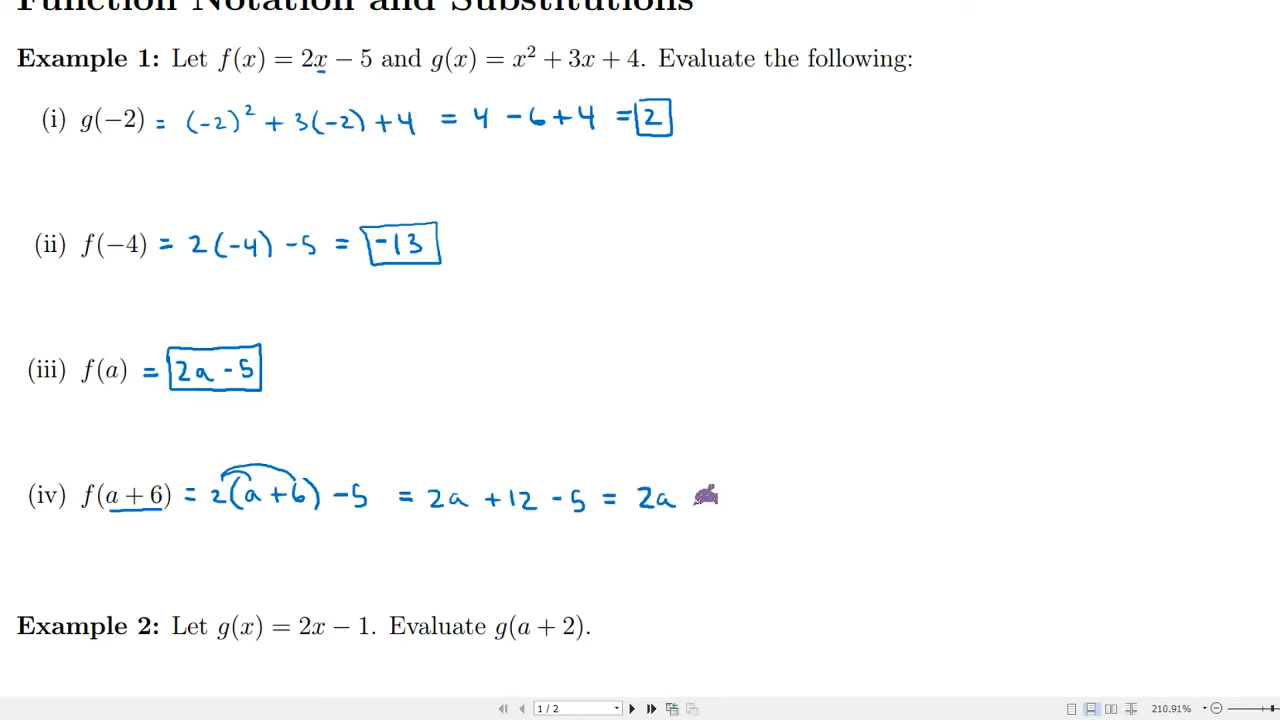 Function Notation and Substitutions
Example 1: Let f(x) = 2x − 5 and g(x) = x² + 3x + 4. Evaluate the following:
(i) g(−2) = (-2)² + 3(-2) + 4 = 4 - 6 + 4 = 2
(ii) f(−4) = 2(-4) - 5 = -13
(iii) f(a) = 2a - 5
(iv) f(a + 6) = 2(a + 6) - 5 = 2a + 12 - 5 = 2a
Example 2: Let g(x) = 2x − 1. Evaluate g(a + 2).
1 / 2 210.91%